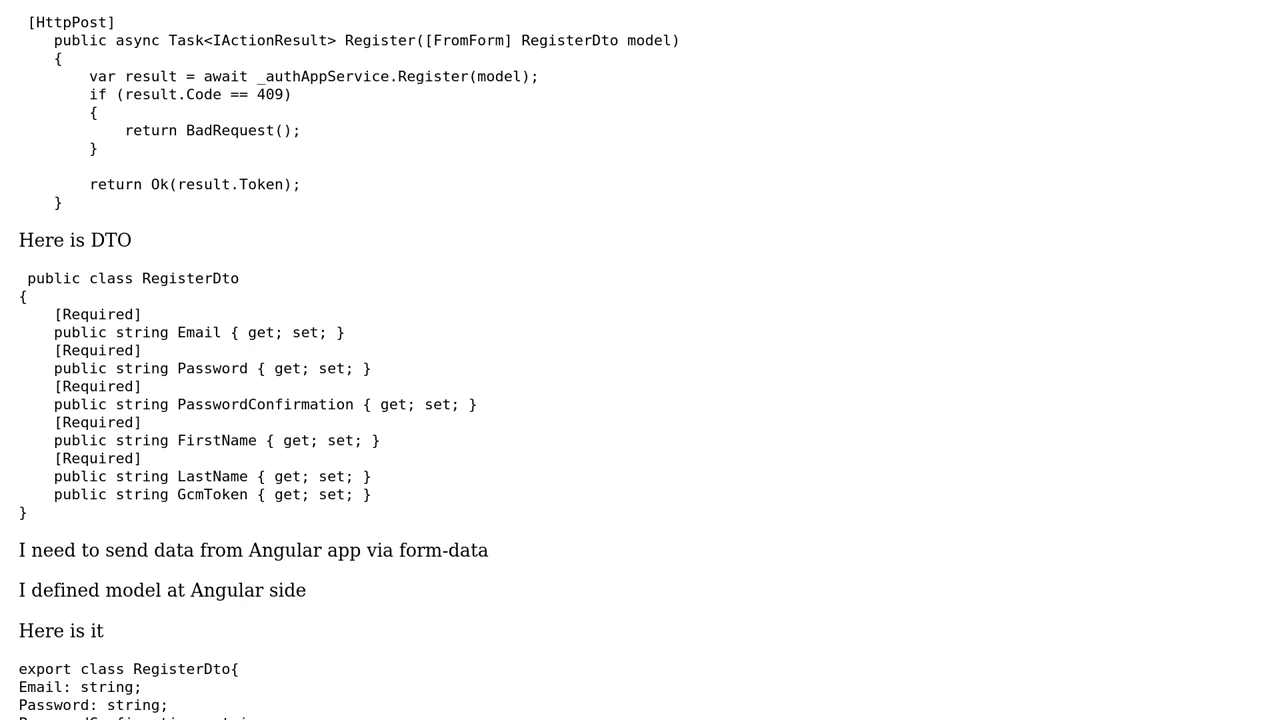 [HttpPost]
    public async Task<IActionResult> Register([FromForm] RegisterDto model)
    {
        var result = await _authAppService.Register(model);
        if (result.Code == 409)
        {
            return BadRequest();
        }

        return Ok(result.Token);
    }
Here is DTO
 public class RegisterDto
{
    [Required]
    public string Email { get; set; }
    [Required]
    public string Password { get; set; }
    [Required]
    public string PasswordConfirmation { get; set; }
    [Required]
    public string FirstName { get; set; }
    [Required]
    public string LastName { get; set; }
    public string GcmToken { get; set; }
}
I need to send data from Angular app via form-data
I defined model at Angular side
Here is it
export class RegisterDto{
Email: string;
Password: string;